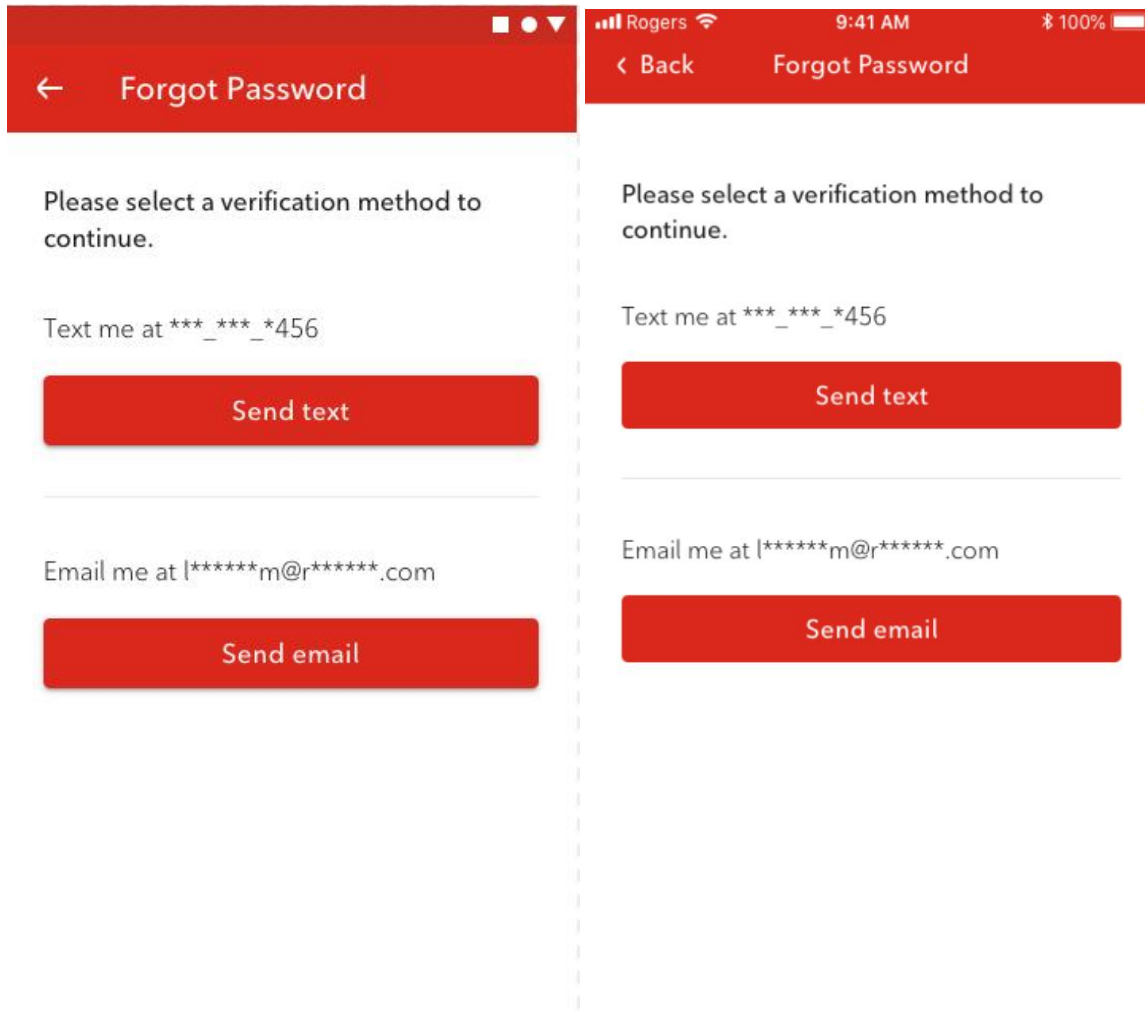 Forgot Password
Please select a verification method to
continue.
Text me at ***_***_*456
Send text
Email me at l******m@r******.com
Send email
Rogers 9:41 AM 100%
Back Forgot Password
Please select a verification method to
continue.
Text me at ***_***_*456
Send text
Email me at l******m@r******.com
Send email